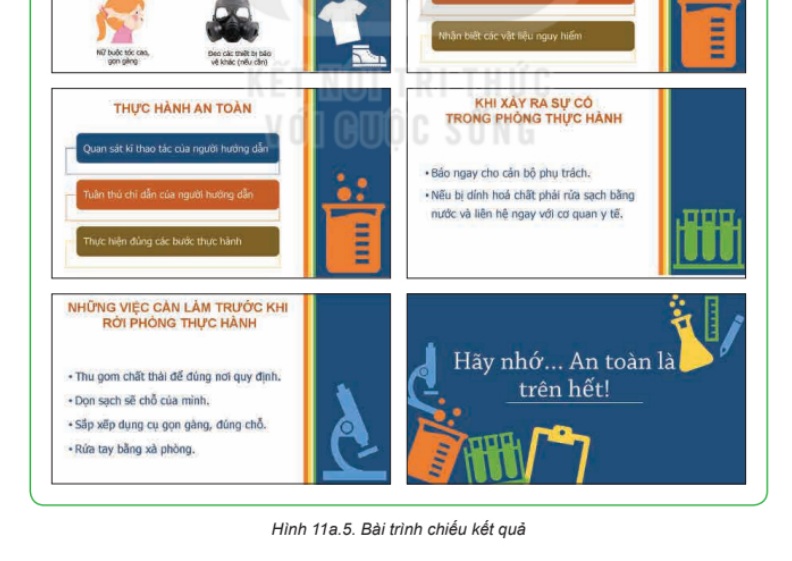 Nữ buộc tóc cao,
gọn gàng
Đeo các thiết bị bảo
vệ khác (nếu cần)
Nhận biết các vật liệu nguy hiểm
KẾT NỐI TRI THỨC
VỚI CUỘC SỐNG
THỰC HÀNH AN TOÀN
Quan sát kĩ thao tác của người hướng dẫn
Tuân thủ chỉ dẫn của người hướng dẫn
Thực hiện đúng các bước thực hành
KHI XẢY RA SỰ CỐ
TRONG PHÒNG THỰC HÀNH
• Báo ngay cho cán bộ phụ trách.
• Nếu bị dính hoá chất phải rửa sạch bằng
nước và liên hệ ngay với cơ quan y tế.
NHỮNG VIỆC CẦN LÀM TRƯỚC KHI
RỜI PHÒNG THỰC HÀNH
• Thu gom chất thải để đúng nơi quy định.
• Dọn sạch sẽ chỗ của mình.
• Sắp xếp dụng cụ gọn gàng, đúng chỗ.
• Rửa tay bằng xà phòng.
Hãy nhớ... An toàn là
trên hết!
Hình 11a.5. Bài trình chiếu kết quả